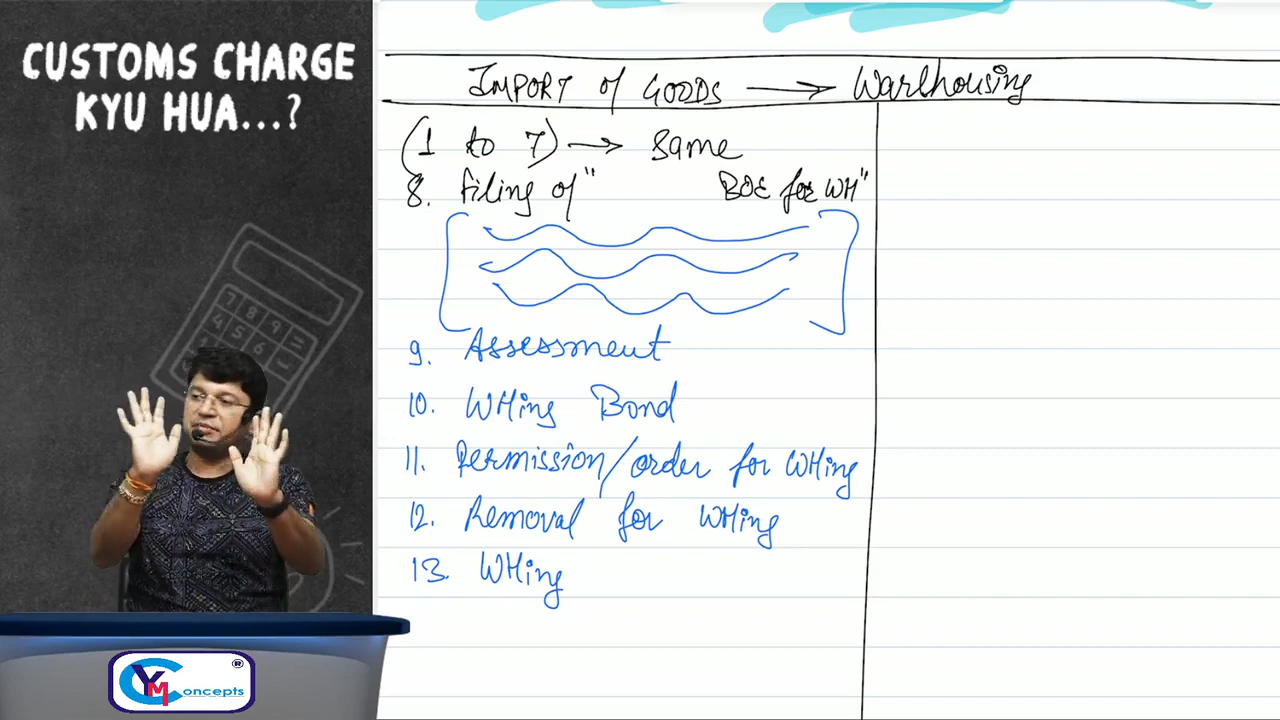 CUSTOMS CHARGE
KYU HUA...?
IMPORT of GOODS → Warehousing
(1 to 7) → Same
8. Filing of " BOE for WH"
9. Assessment
10. WHing Bond
11. Permission/order for WHing
12. Removal for WHing
13. WHing
YM Concepts ®